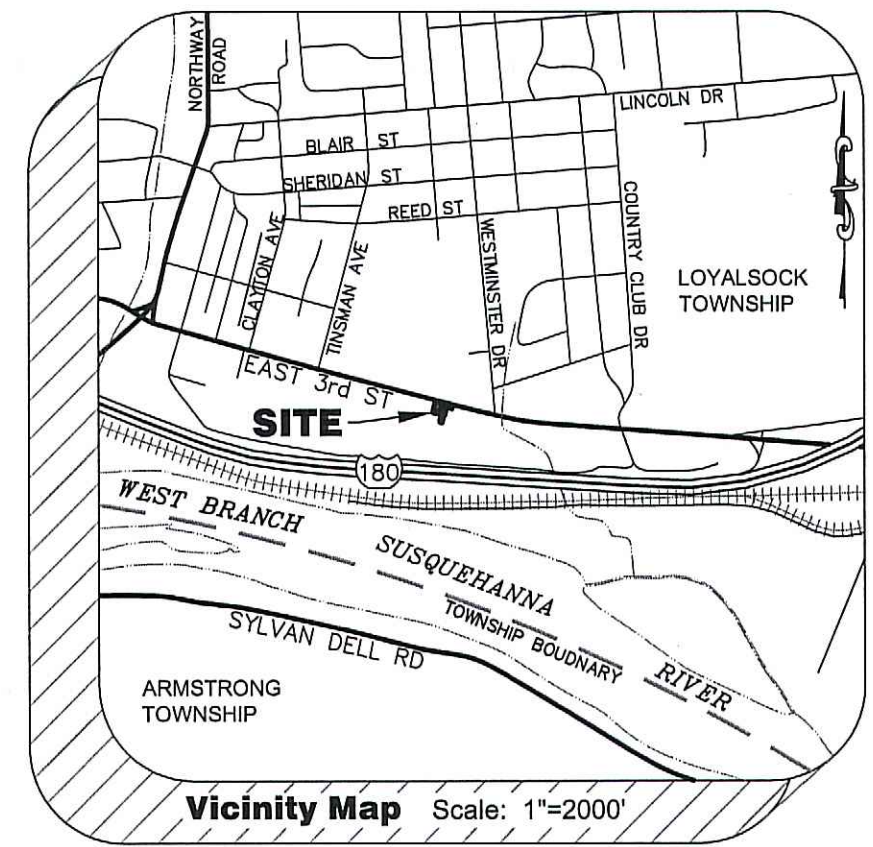 NORTHWAY
ROAD
LINCOLN DR
BLAIR ST
SHERIDAN ST
REED ST
CLAYTON AVE
TINSMAN AVE
WESTMINSTER DR
COUNTRY CLUB DR
LOYALSOCK
TOWNSHIP
EAST 3rd ST
SITE
180
WEST BRANCH
SUSQUEHANNA
RIVER
TOWNSHIP BOUDNARY
SYLVAN DELL RD
ARMSTRONG
TOWNSHIP
Vicinity Map Scale: 1"=2000'